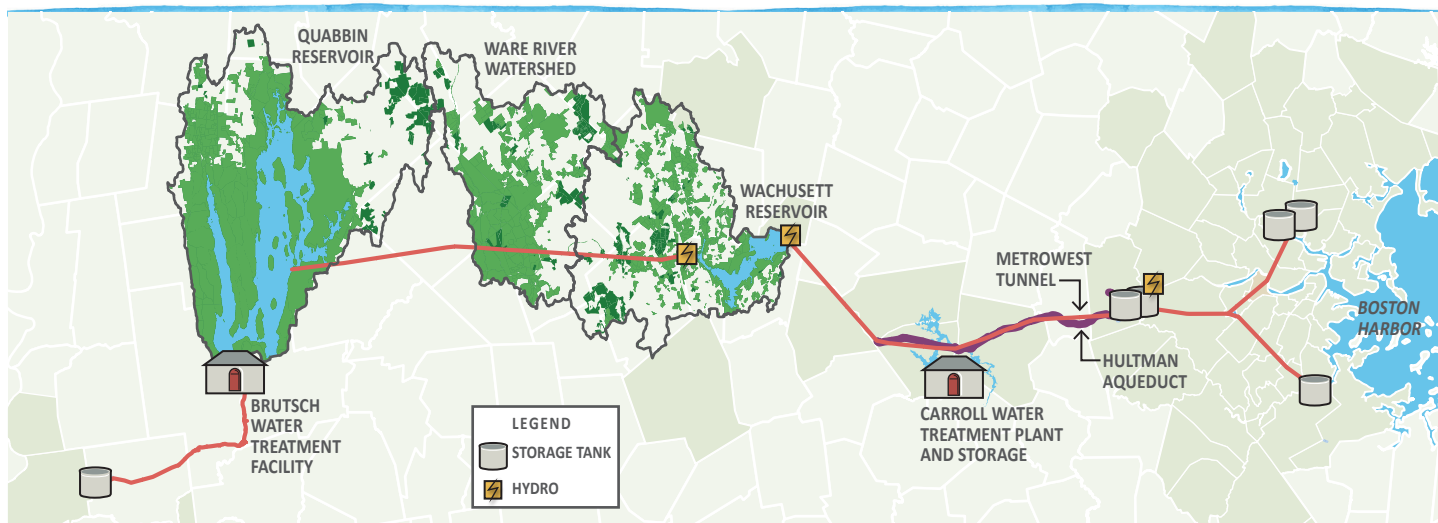 QUABBIN
RESERVOIR
WARE RIVER
WATERSHED
WACHUSETT
RESERVOIR
METROWEST
TUNNEL
BOSTON
HARBOR
HULTMAN
AQUEDUCT
BRUTSCH
WATER
TREATMENT
FACILITY
CARROLL WATER
TREATMENT PLANT
AND STORAGE
LEGEND
STORAGE TANK
HYDRO